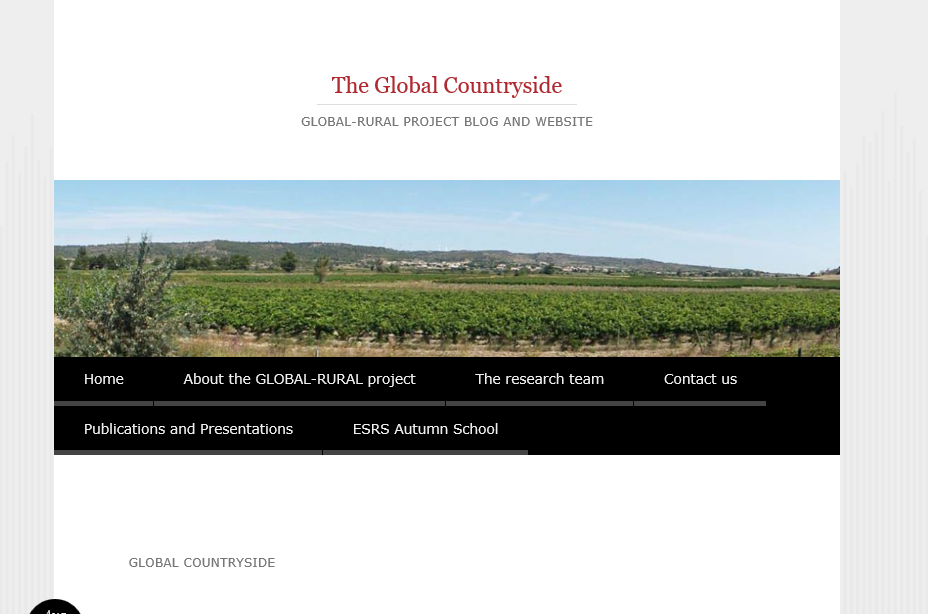 The Global Countryside
GLOBAL-RURAL PROJECT BLOG AND WEBSITE
Home About the GLOBAL-RURAL project The research team Contact us
Publications and Presentations ESRS Autumn School
GLOBAL COUNTRYSIDE